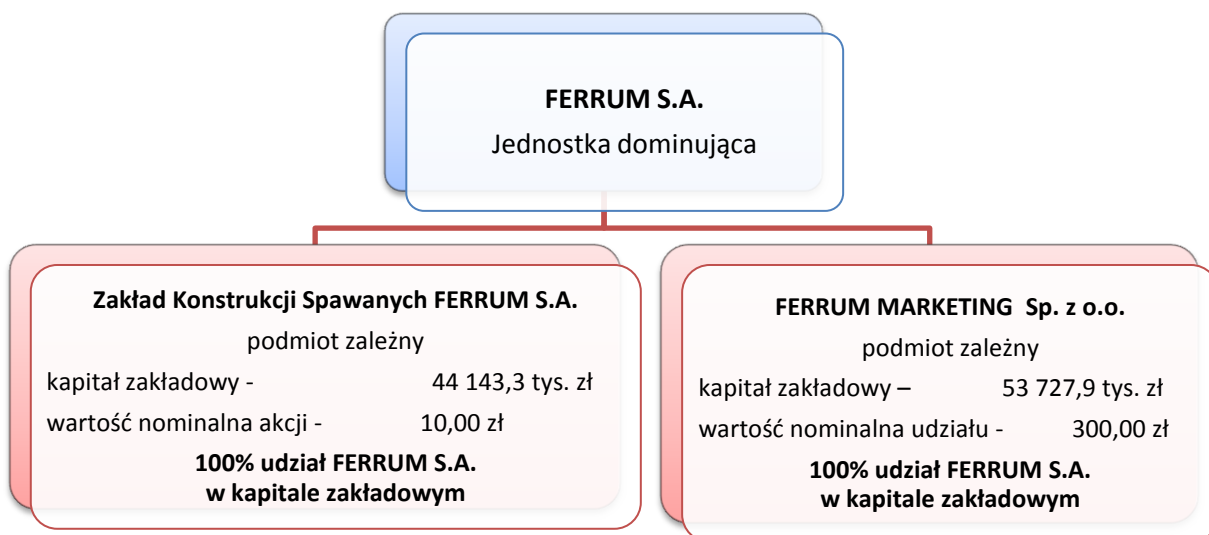 FERRUM S.A.
Jednostka dominująca
Zakład Konstrukcji Spawanych FERRUM S.A.
podmiot zależny
kapitał zakładowy - 44 143,3 tys. zł
wartość nominalna akcji - 10,00 zł
100% udział FERRUM S.A.
w kapitale zakładowym
FERRUM MARKETING Sp. z o.o.
podmiot zależny
kapitał zakładowy – 53 727,9 tys. zł
wartość nominalna udziału - 300,00 zł
100% udział FERRUM S.A.
w kapitale zakładowym